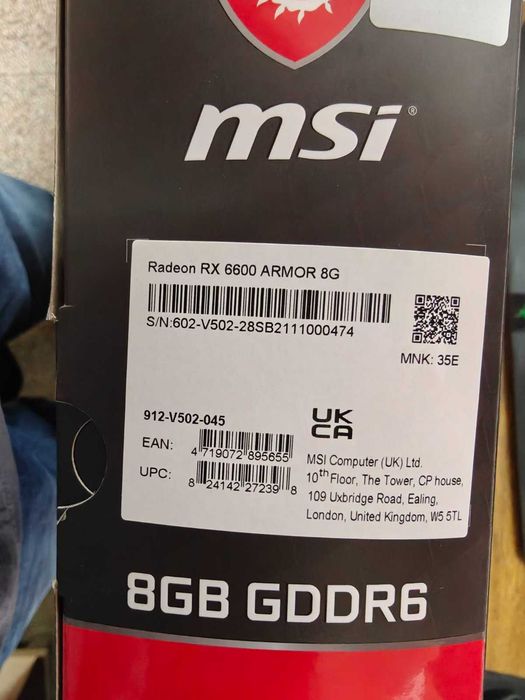 msi®
Radeon RX 6600 ARMOR 8G
S/N:602-V502-28SB2111000474
MNK: 35E
912-V502-045
UK
CA
EAN:
4 719072 895655
UPC:
8 24142 27239 8
MSI Computer (UK) Ltd.
10th Floor, The Tower, CP house,
109 Uxbridge Road, Ealing,
London, United Kingdom, W5 5TL
8GB GDDR6